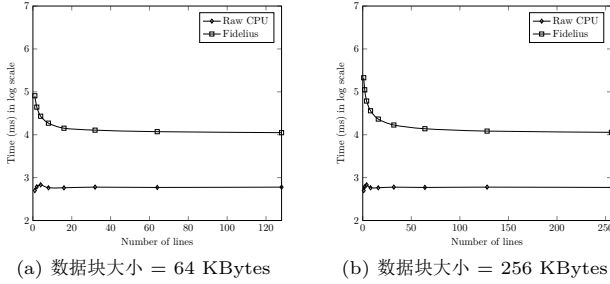 7
6
5
4
3
2
0 20 40 60 80 100 120
Time (ms) in log scale
Number of lines
Raw CPU
Fidelius
(a) 数据块大小 = 64 KBytes
7
6
5
4
3
2
0 50 100 150 200 250
Time (ms) in log scale
Number of lines
Raw CPU
Fidelius
(b) 数据块大小 = 256 KBytes